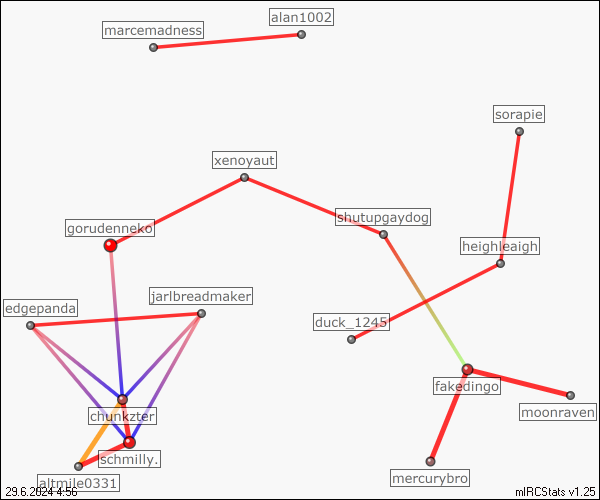 alan1002
marcemadness
sorapie
xenoyaut
shutupgaydog
gorudenneko
heighleaigh
jarlbreadmaker
edgepanda
duck_1245
fakedingo
chunkzter
moonraven
schmilly.
mercurybro
altmile0331
29.6.2024 4:56
mIRCStats v1.25